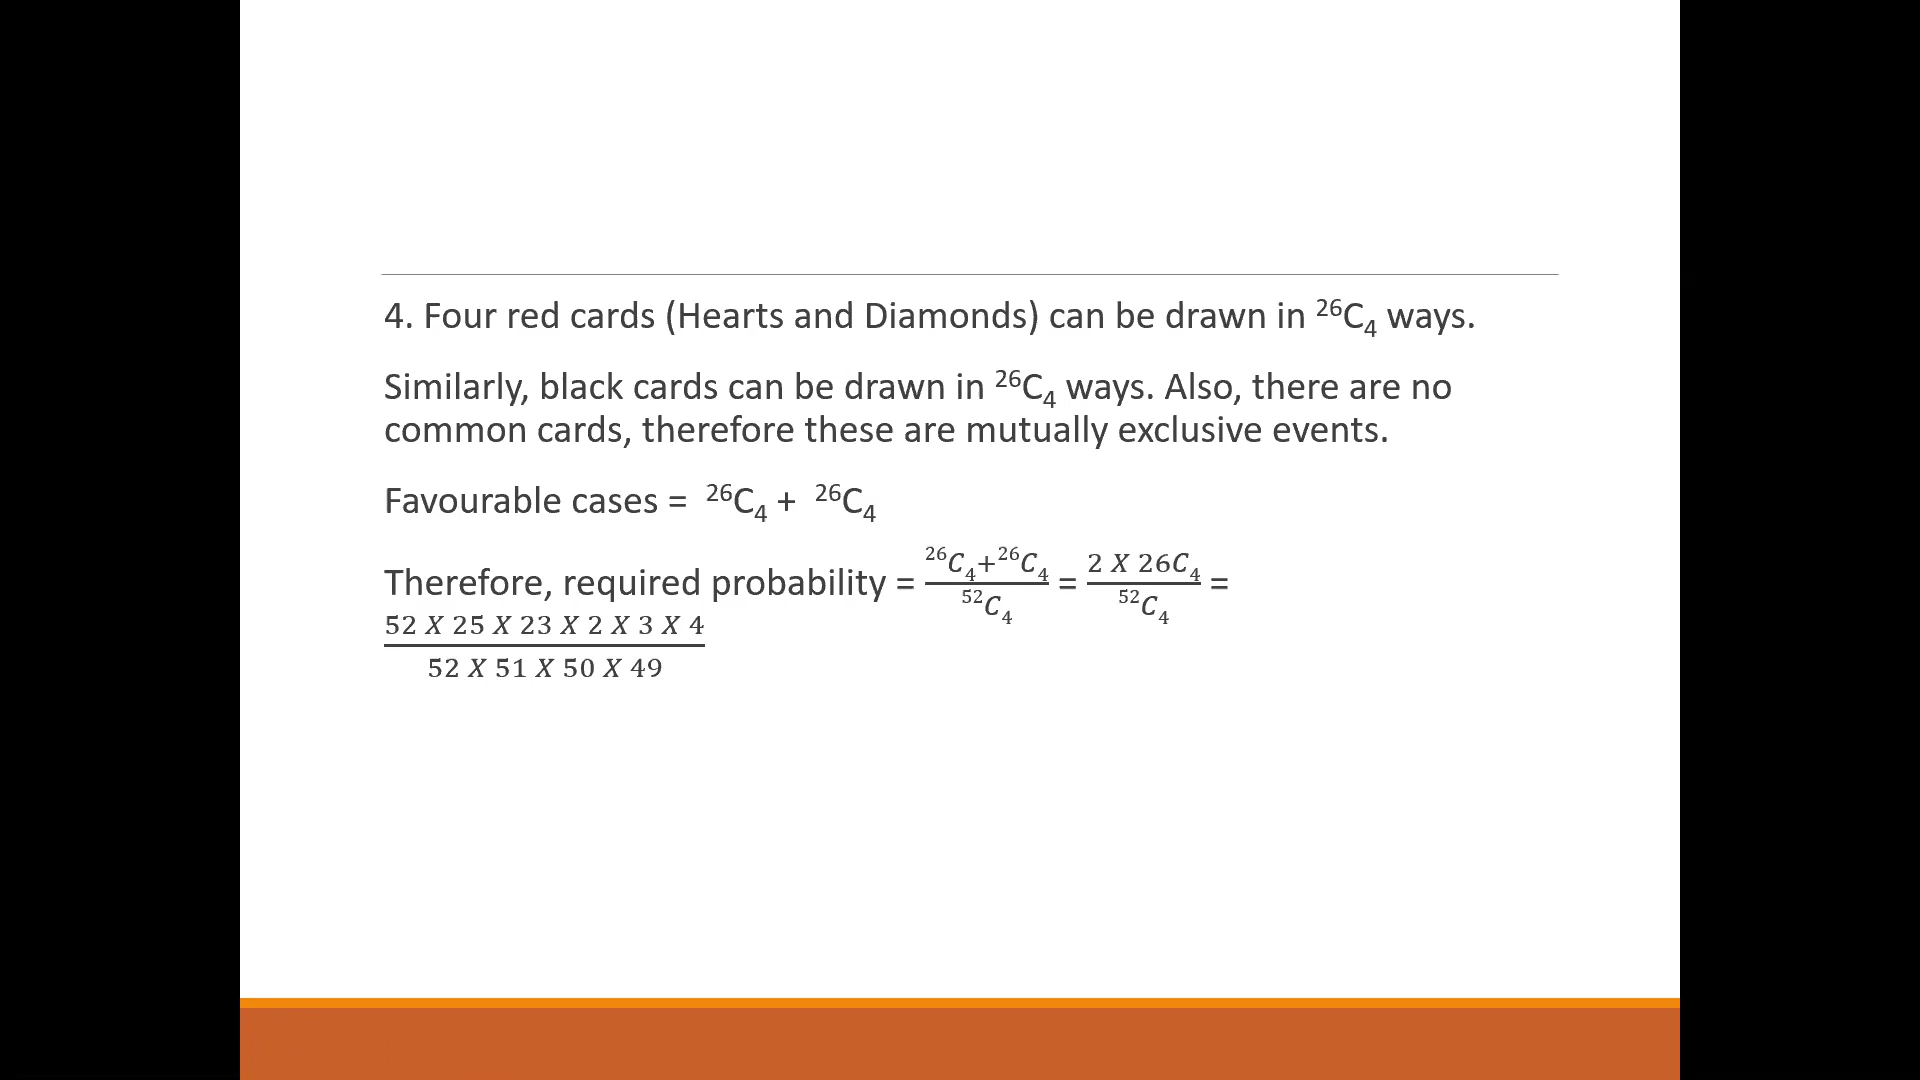 4. Four red cards (Hearts and Diamonds) can be drawn in ²⁶C₄ ways.
Similarly, black cards can be drawn in ²⁶C₄ ways. Also, there are no
common cards, therefore these are mutually exclusive events.
Favourable cases = ²⁶C₄ + ²⁶C₄
Therefore, required probability = (²⁶C₄+²⁶C₄)/(⁵²C₄) = (2 X 26C₄)/(⁵²C₄) =
52 X 25 X 23 X 2 X 3 X 4
52 X 51 X 50 X 49